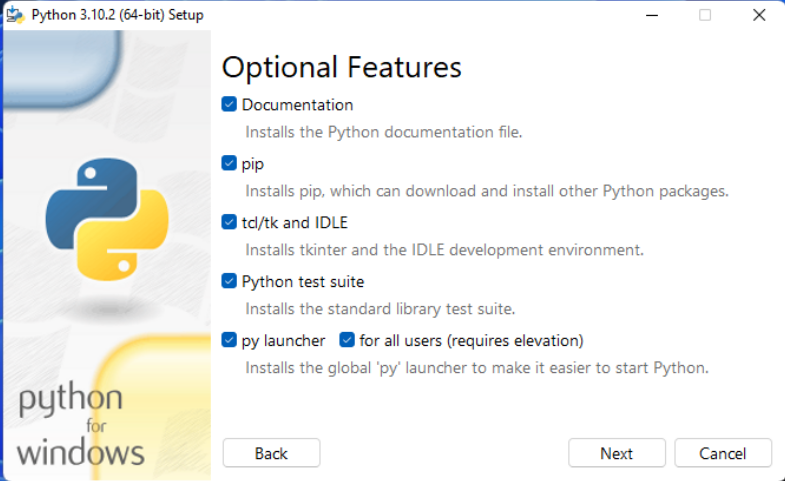 Python 3.10.2 (64-bit) Setup
Optional Features
Documentation
Installs the Python documentation file.
pip
Installs pip, which can download and install other Python packages.
tcl/tk and IDLE
Installs tkinter and the IDLE development environment.
Python test suite
Installs the standard library test suite.
py launcher for all users (requires elevation)
Installs the global 'py' launcher to make it easier to start Python.
python
for
windows
Back Next Cancel